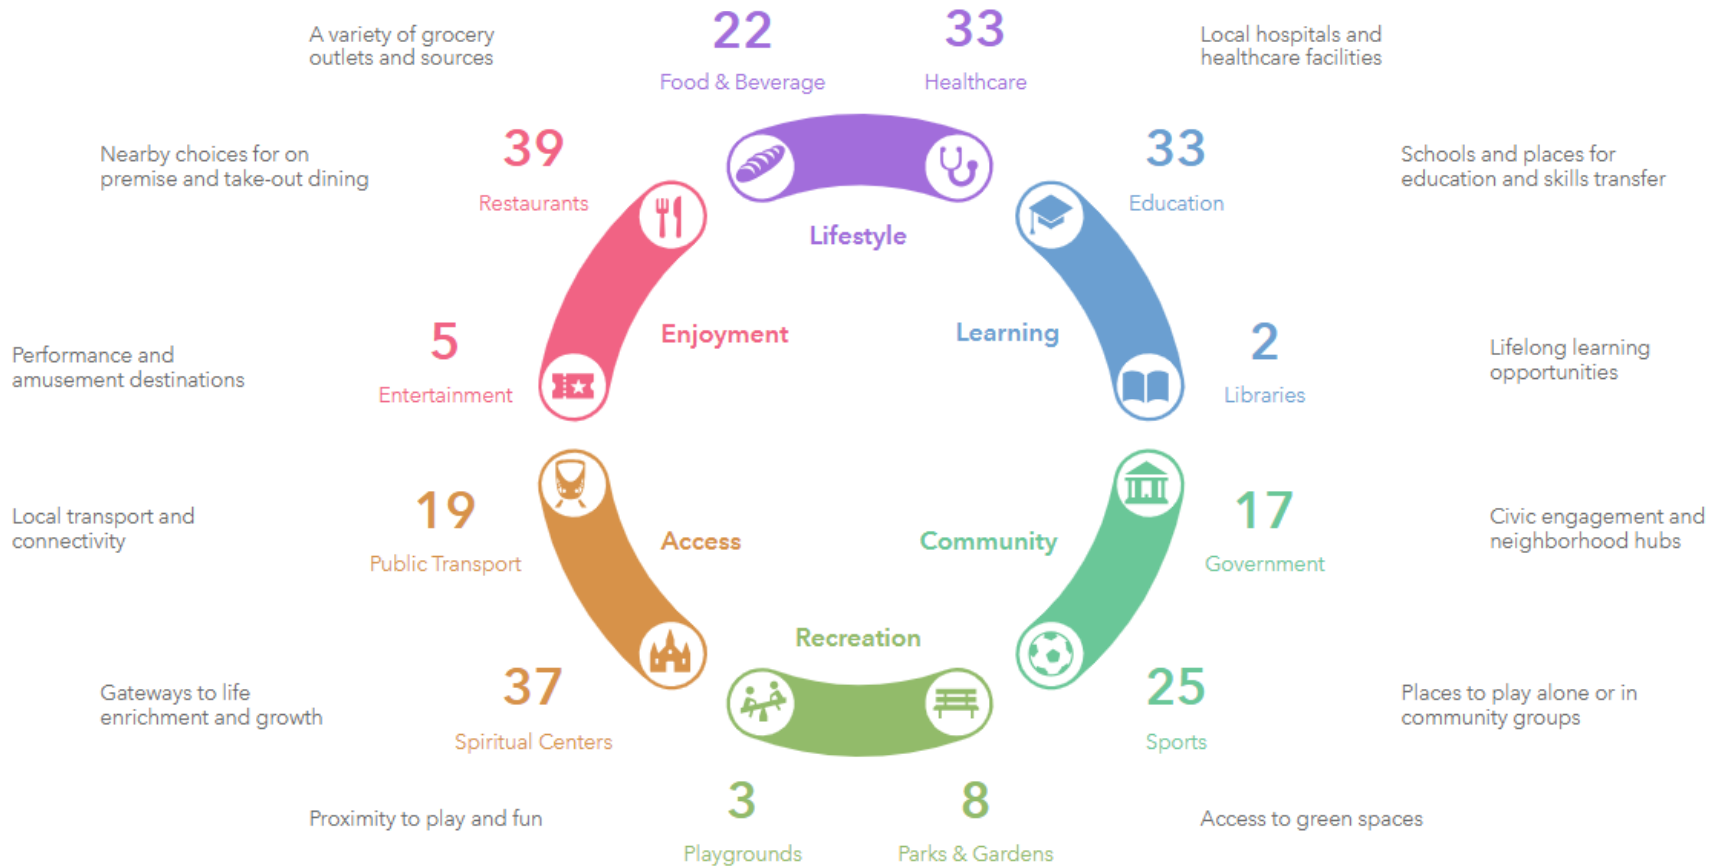 22
33
A variety of grocery
outlets and sources
Local hospitals and
healthcare facilities
Food & Beverage
Healthcare
39
33
Nearby choices for on
premise and take-out dining
Schools and places for
education and skills transfer
Restaurants
Education
Lifestyle
Enjoyment
Learning
5
2
Performance and
amusement destinations
Lifelong learning
opportunities
Entertainment
Libraries
19
17
Local transport and
connectivity
Civic engagement and
neighborhood hubs
Access
Community
Public Transport
Government
Recreation
37
25
Gateways to life
enrichment and growth
Places to play alone or in
community groups
Spiritual Centers
Sports
3
8
Proximity to play and fun
Access to green spaces
Playgrounds
Parks & Gardens